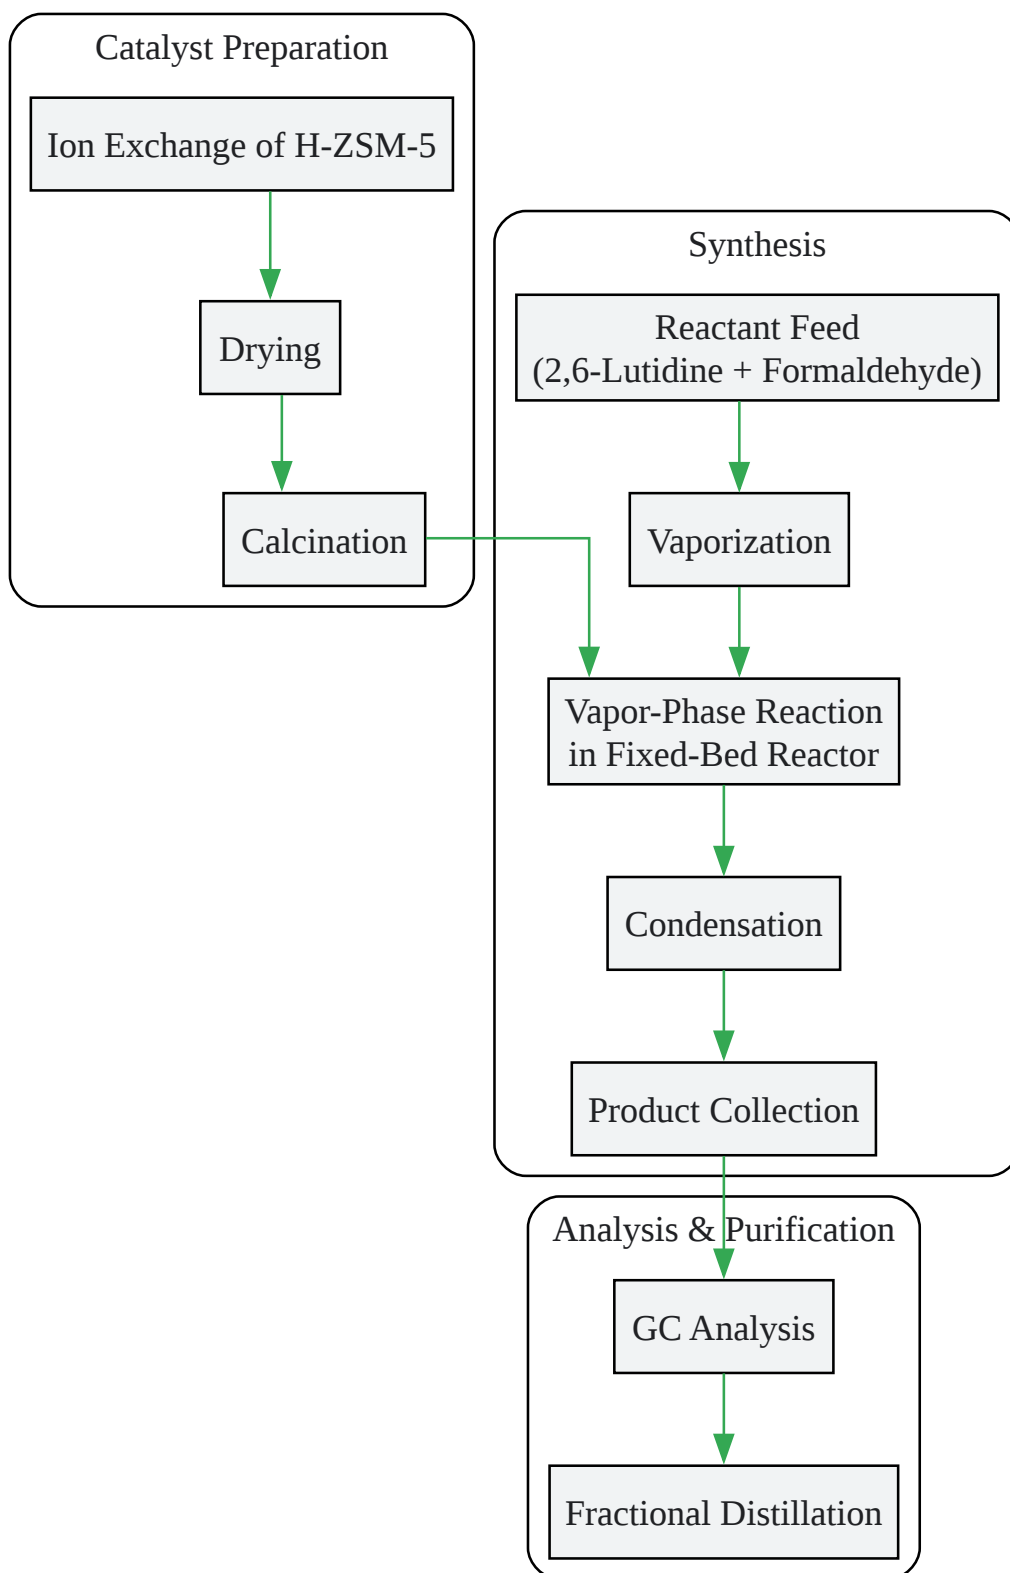 Catalyst Preparation
Ion Exchange of H-ZSM-5
Drying
Calcination
Synthesis
Reactant Feed
(2,6-Lutidine + Formaldehyde)
Vaporization
Vapor-Phase Reaction
in Fixed-Bed Reactor
Condensation
Product Collection
Analysis & Purification
GC Analysis
Fractional Distillation